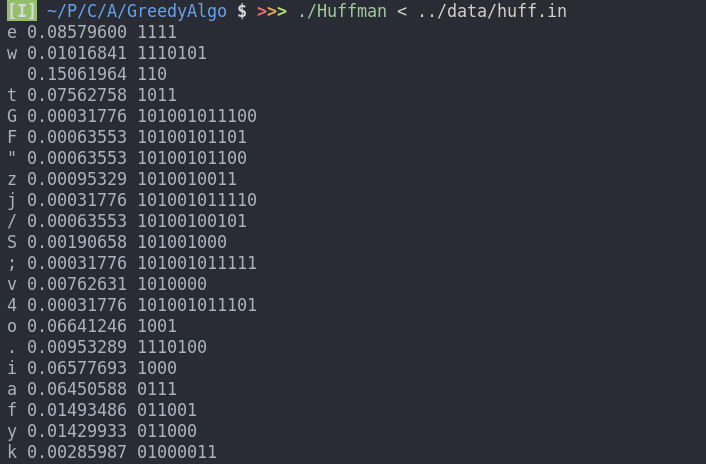 [I] ~/P/C/A/GreedyAlgo $ >>> ./Huffman < ../data/huff.in
e 0.08579600 1111
w 0.01016841 1110101
  0.15061964 110
t 0.07562758 1011
G 0.00031776 101001011100
F 0.00063553 10100101101
" 0.00063553 10100101100
z 0.00095329 1010010011
j 0.00031776 101001011110
/ 0.00063553 10100100101
S 0.00190658 101001000
; 0.00031776 101001011111
v 0.00762631 1010000
4 0.00031776 101001011101
o 0.06641246 1001
. 0.00953289 1110100
i 0.06577693 1000
a 0.06450588 0111
f 0.01493486 011001
y 0.01429933 011000
k 0.00285987 01000011